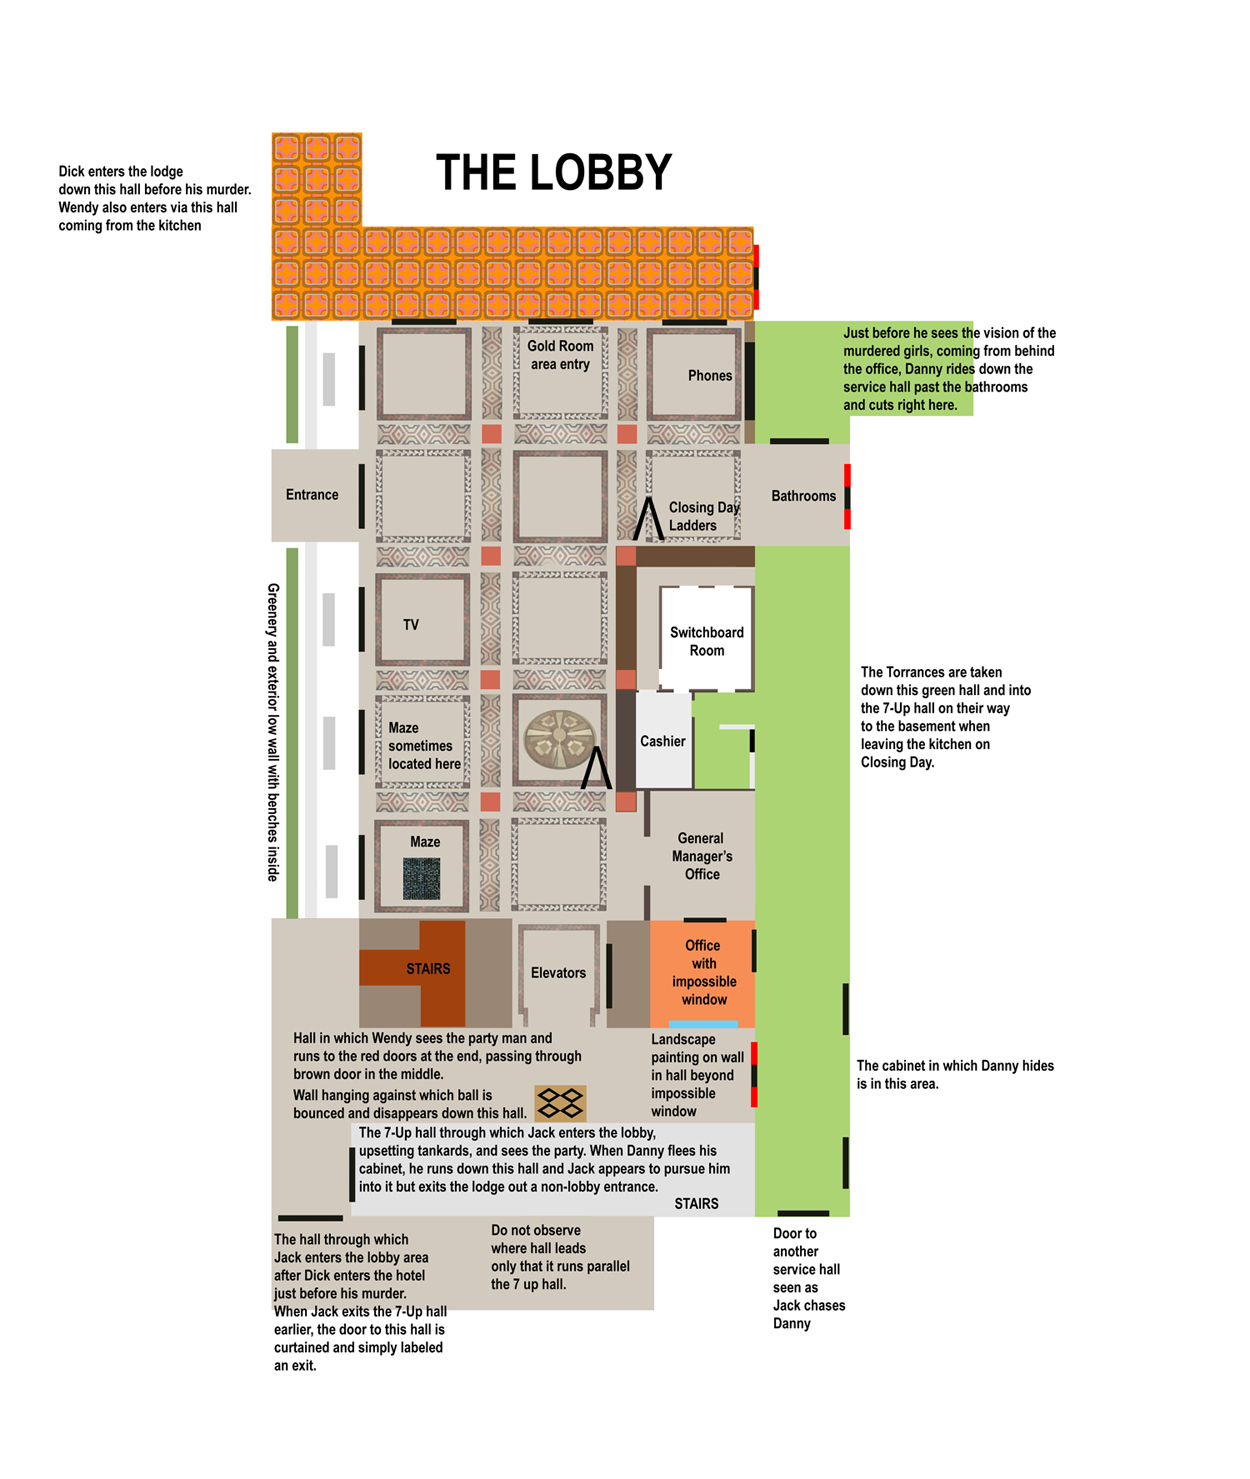 THE LOBBY
Dick enters the lodge
down this hall before his murder.
Wendy also enters via this hall
coming from the kitchen
Gold Room
area entry
Phones
Just before he sees the vision of the
murdered girls, coming from behind
the office, Danny rides down the
service hall past the bathrooms
and cuts right here.
Entrance
Closing Day
Ladders
Bathrooms
Greenery and exterior low wall with benches inside
TV
Switchboard
Room
The Torrances are taken
down this green hall and into
the 7-Up hall on their way
to the basement when
leaving the kitchen on
Closing Day.
Maze
sometimes
located here
Cashier
Maze
General
Manager's
Office
STAIRS
Elevators
Office
with
impossible
window
Hall in which Wendy sees the party man and
runs to the red doors at the end, passing through
brown door in the middle.
Wall hanging against which ball is
bounced and disappears down this hall.
Landscape
painting on wall
in hall beyond
impossible
window
The cabinet in which Danny hides
is in this area.
The 7-Up hall through which Jack enters the lobby,
upsetting tankards, and sees the party. When Danny flees his
cabinet, he runs down this hall and Jack appears to pursue him
into it but exits the lodge out a non-lobby entrance.
STAIRS
The hall through which
Jack enters the lobby area
after Dick enters the hotel
just before his murder.
When Jack exits the 7-Up hall
earlier, the door to this hall is
curtained and simply labeled
an exit.
Do not observe
where hall leads
only that it runs parallel
the 7 up hall.
Door to
another
service hall
seen as
Jack chases
Danny